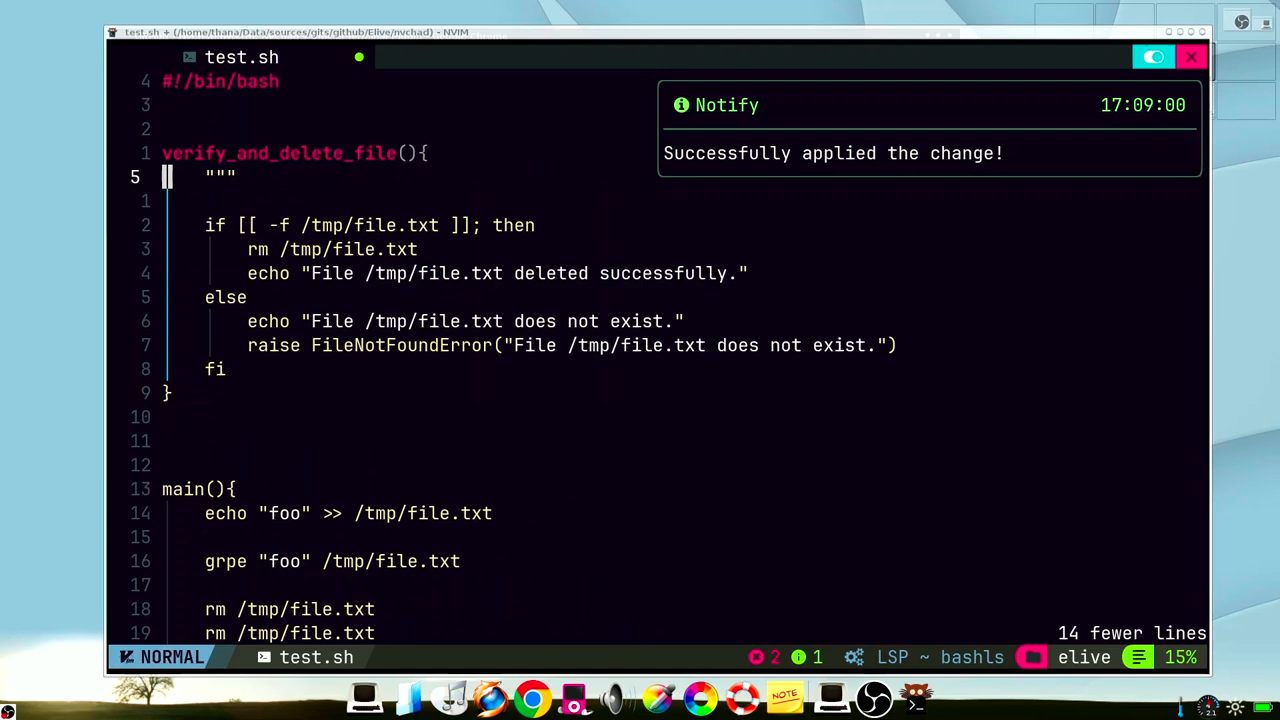 test.sh + (/home/thana/Data/sources/gits/github/Elive/nvchad) - NVIM
test.sh
4 #!/bin/bash
3
2
1 verify_and_delete_file(){
5 """
1
2 if [[ -f /tmp/file.txt ]]; then
3 rm /tmp/file.txt
4 echo "File /tmp/file.txt deleted successfully."
5 else
6 echo "File /tmp/file.txt does not exist."
7 raise FileNotFoundError("File /tmp/file.txt does not exist.")
8 fi
9 }
10
11
12
13 main(){
14 echo "foo" >> /tmp/file.txt
15
16 grpe "foo" /tmp/file.txt
17
18 rm /tmp/file.txt
19 rm /tmp/file.txt
Notify 17:09:00
Successfully applied the change!
14 fewer lines
NORMAL test.sh 2 1 LSP ~ bashls elive 15%
NOTE
2.1